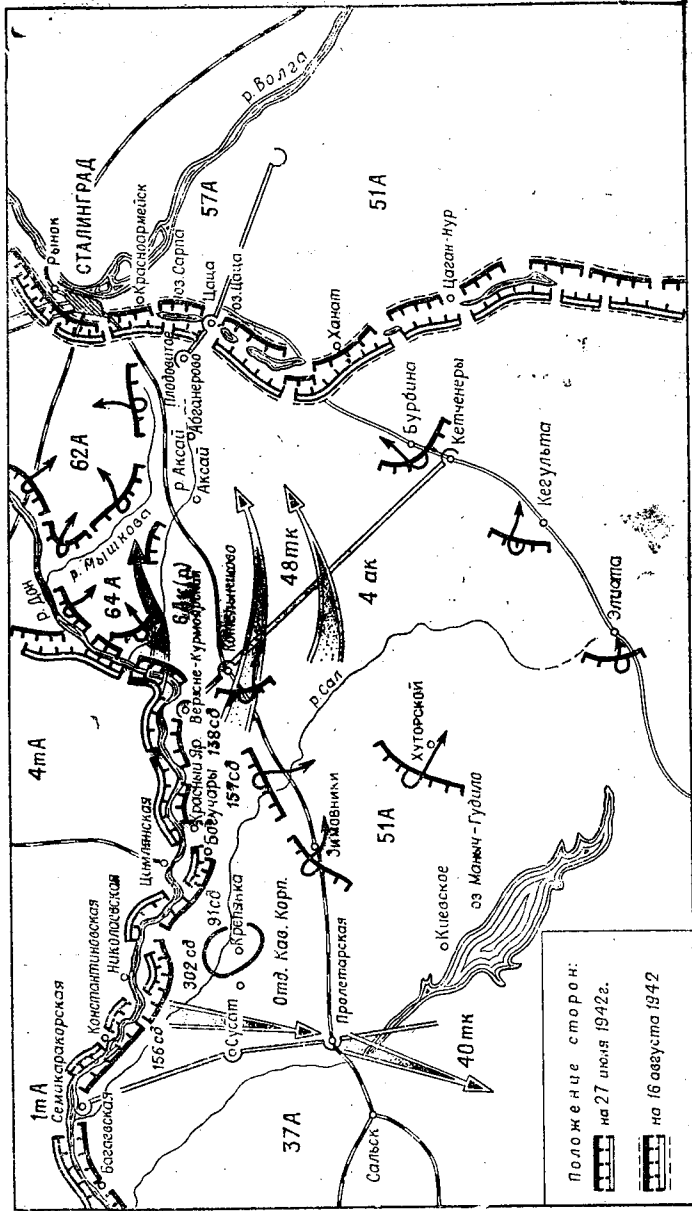 р. Волга
Рынок
СТАЛИНГРАД
Красноармейск
57А
оз. Сарпа
Цаца
оз. Цаца
51А
Цаган-Нур
Ханат
Плодовитое
Абганерово
р Аксай
Аксай
62А
р. Мышкова
р. Дон
64А
Бурбина
Кетченеры
Кегульта
Элиста
48тк
4 ак
Котельниково
Верхне-Курмоярская
р. Сал
4тА
Красный Яр
138сд
157сд
Цимлянская
Хуторской
51А
Зимовники
оз Маныч-Гудило
Киевское
Николаевская
Константиновская
91сд
302 сд
Крепянка
Отд. Кав. Корп.
156сд
Сусат
Пролетарская
40тк
1тА
Семикаракорская
Багаевская
37А
Сальск
Положение сторон:
на 27 июля 1942г.
на 16 августа 1942